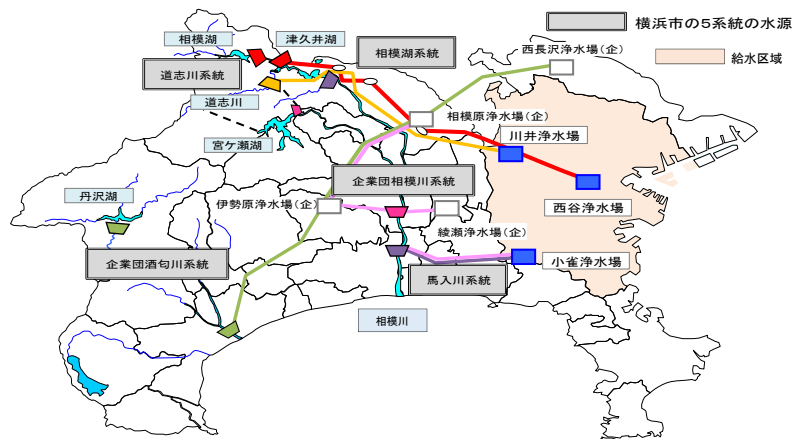 横浜市の5系統の水源
給水区域
相模湖
津久井湖
相模湖系統
西長沢浄水場(企)
道志川系統
道志川
宮ケ瀬湖
相模原浄水場(企)
川井浄水場
企業団相模川系統
丹沢湖
伊勢原浄水場(企)
西谷浄水場
綾瀬浄水場(企)
企業団酒匂川系統
小雀浄水場
馬入川系統
相模川